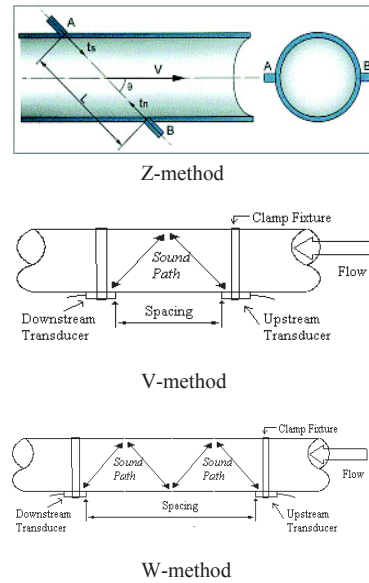 A
ts
V
θ
L
tn
B
A
B
Z-method
Clamp Fixture
Sound
Path
Flow
Spacing
Downstream
Transducer
Upstream
Transducer
V-method
Clamp Fixture
Sound
Path
Sound
Path
Flow
Downstream
Transducer
Spacing
Upstream
Transducer
W-method